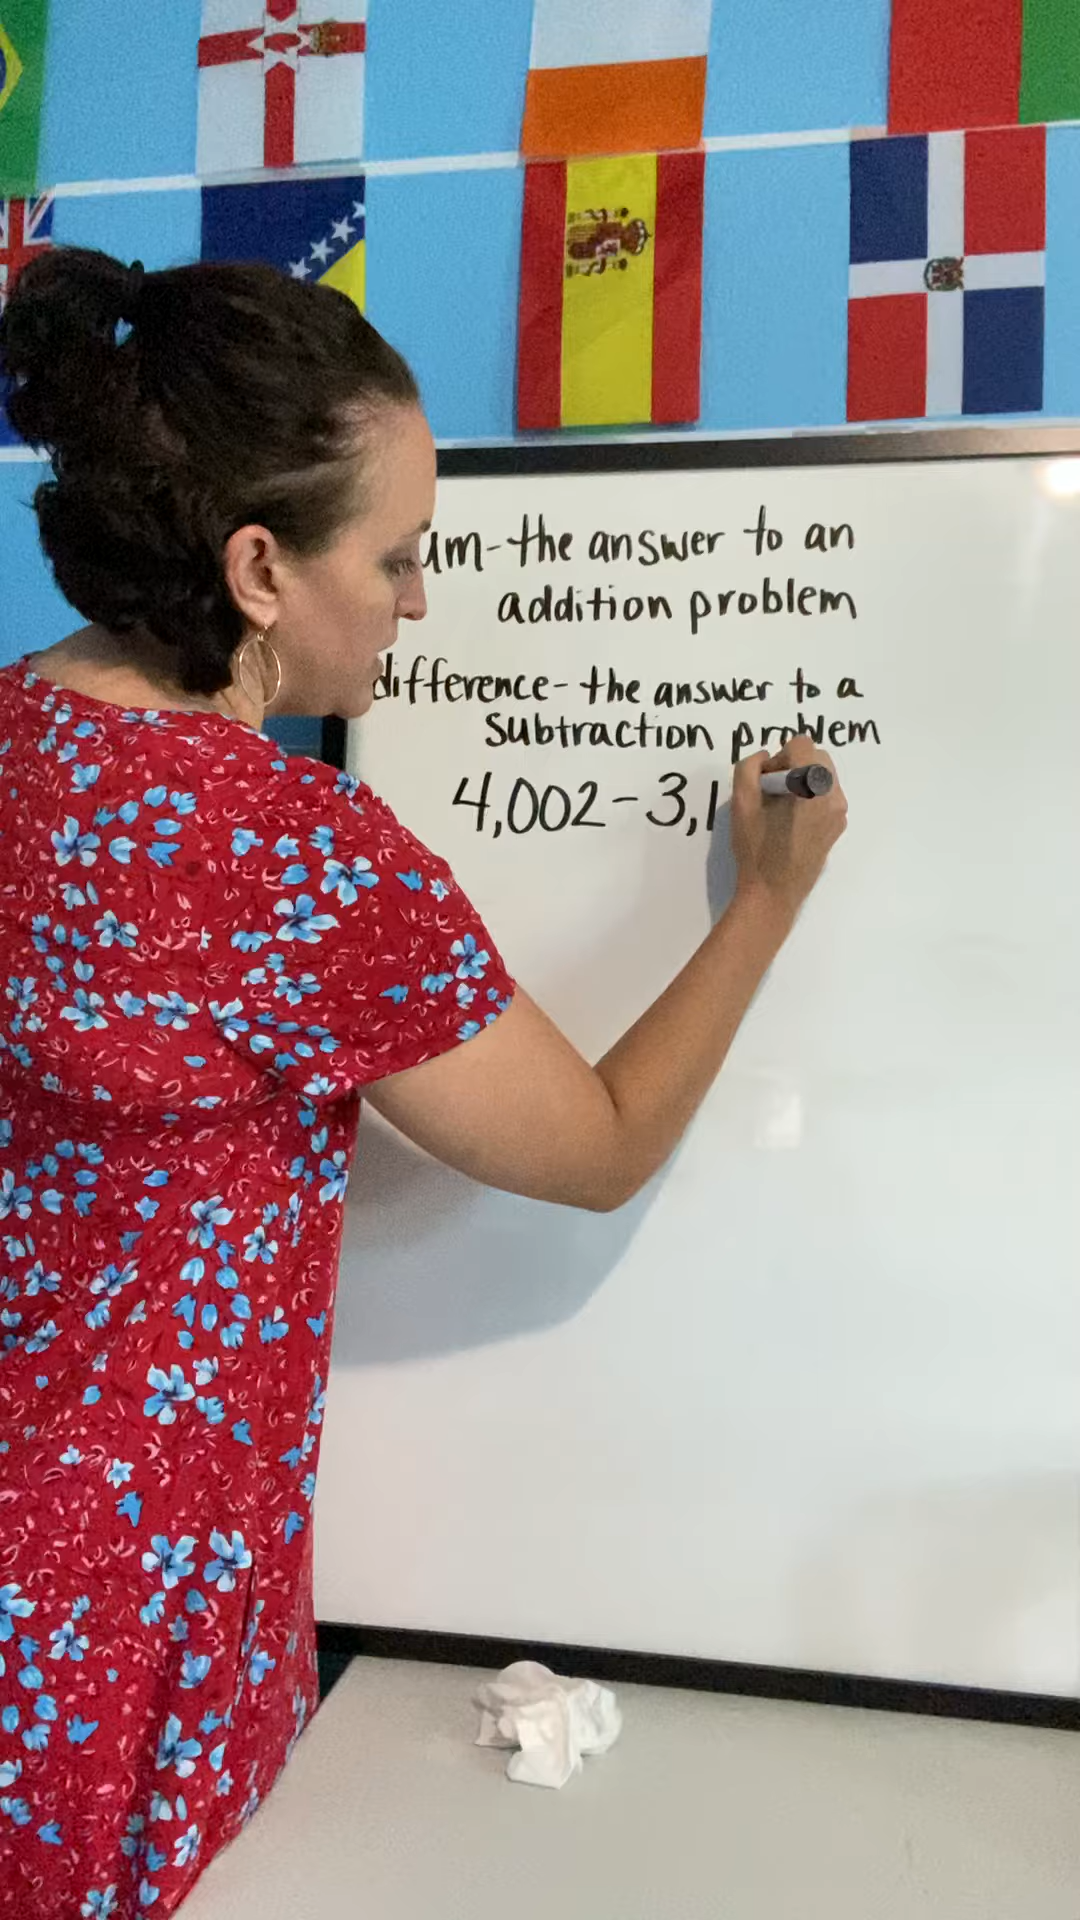 um-the answer to an
addition problem
difference- the answer to a
subtraction problem
4,002-3,1